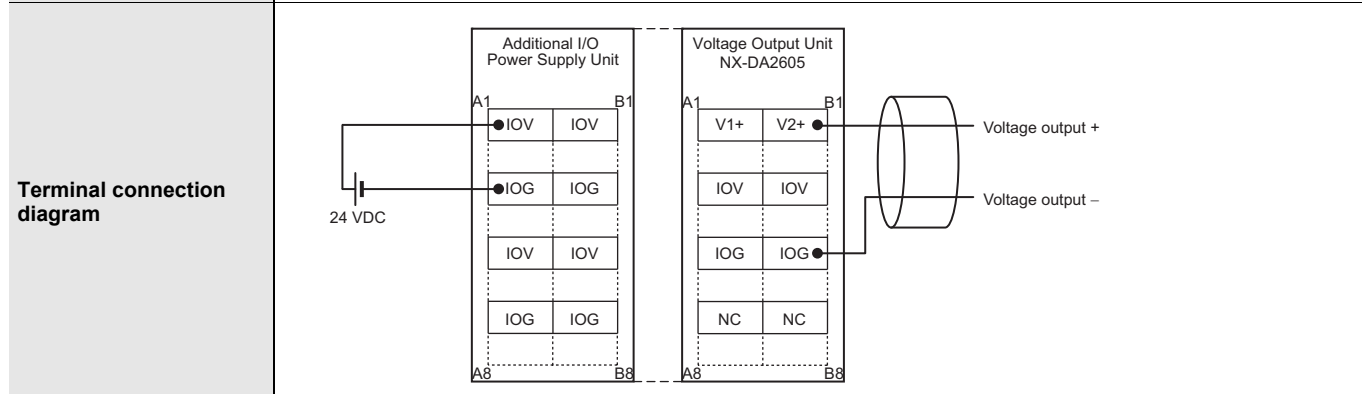 Terminal connection
diagram
24 VDC
Additional I/O
Power Supply Unit
A1 B1
IOV IOV
IOG IOG
IOV IOV
IOG IOG
A8 B8
Voltage Output Unit
NX-DA2605
A1 B1
V1+ V2+
IOV IOV
IOG IOG
NC NC
A8 B8
Voltage output +
Voltage output −